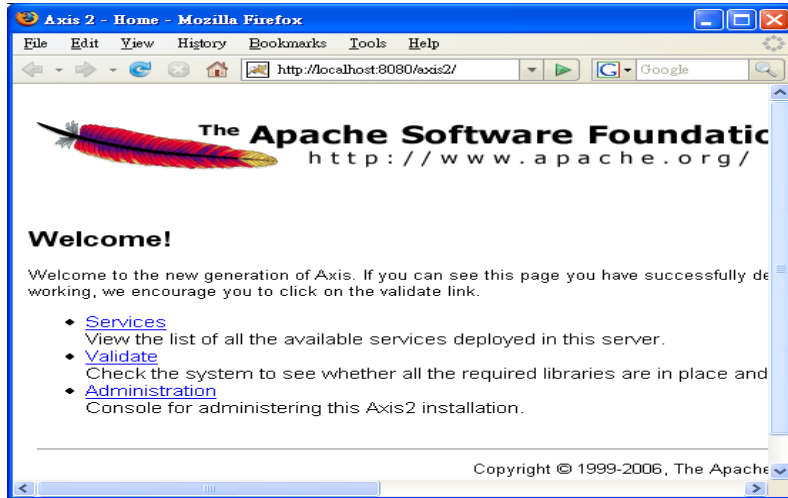 Axis 2 - Home - Mozilla Firefox
File Edit View History Bookmarks Tools Help
http://localhost:8080/axis2/ G Google
The Apache Software Foundatic
http://www.apache.org/
Welcome!
Welcome to the new generation of Axis. If you can see this page you have successfully de
working, we encourage you to click on the validate link.
Services
View the list of all the available services deployed in this server.
Validate
Check the system to see whether all the required libraries are in place and
Administration
Console for administering this Axis2 installation.
Copyright © 1999-2006, The Apache